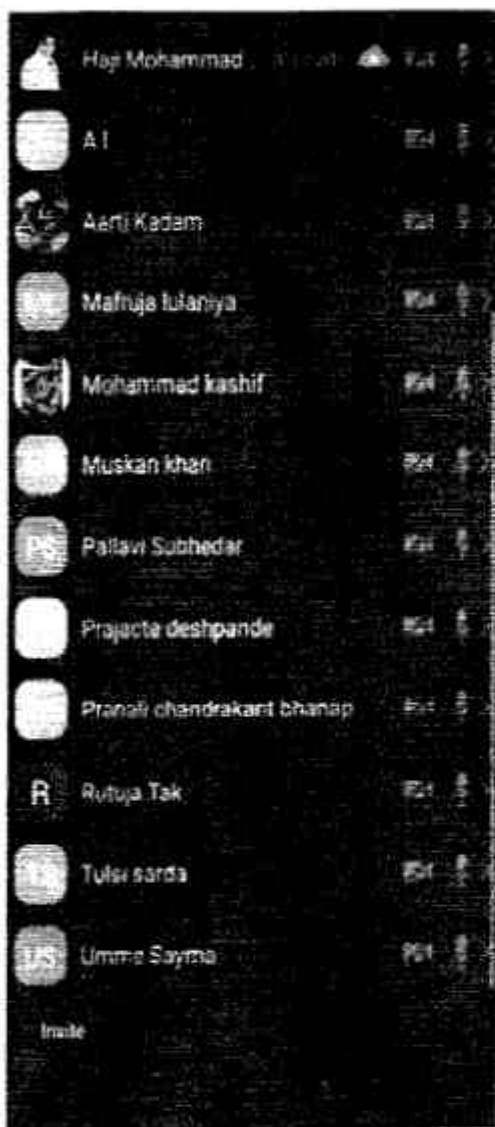 Haji Mohammad
A I
Aarti Kadam
Mafruja lulaniya
Mohammad kashif
Muskan khan
PS Pallavi Subhedar
Prajacte deshpande
Pranali chandrakant bhanap
R Rutuja Tak
Tulsi sarda
US Umme Sayma
Invite